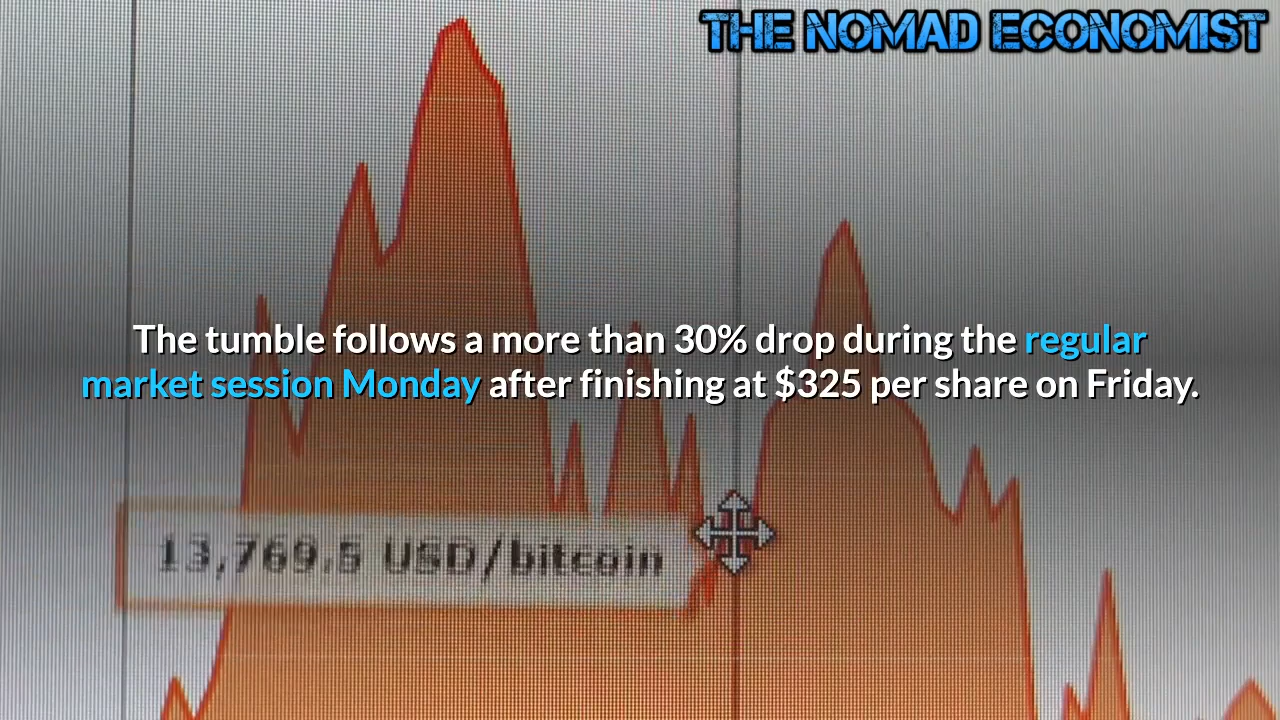 THE NOMAD ECONOMIST
The tumble follows a more than 30% drop during the regular
market session Monday after finishing at $325 per share on Friday.
13,769.5 USD/bitcoin